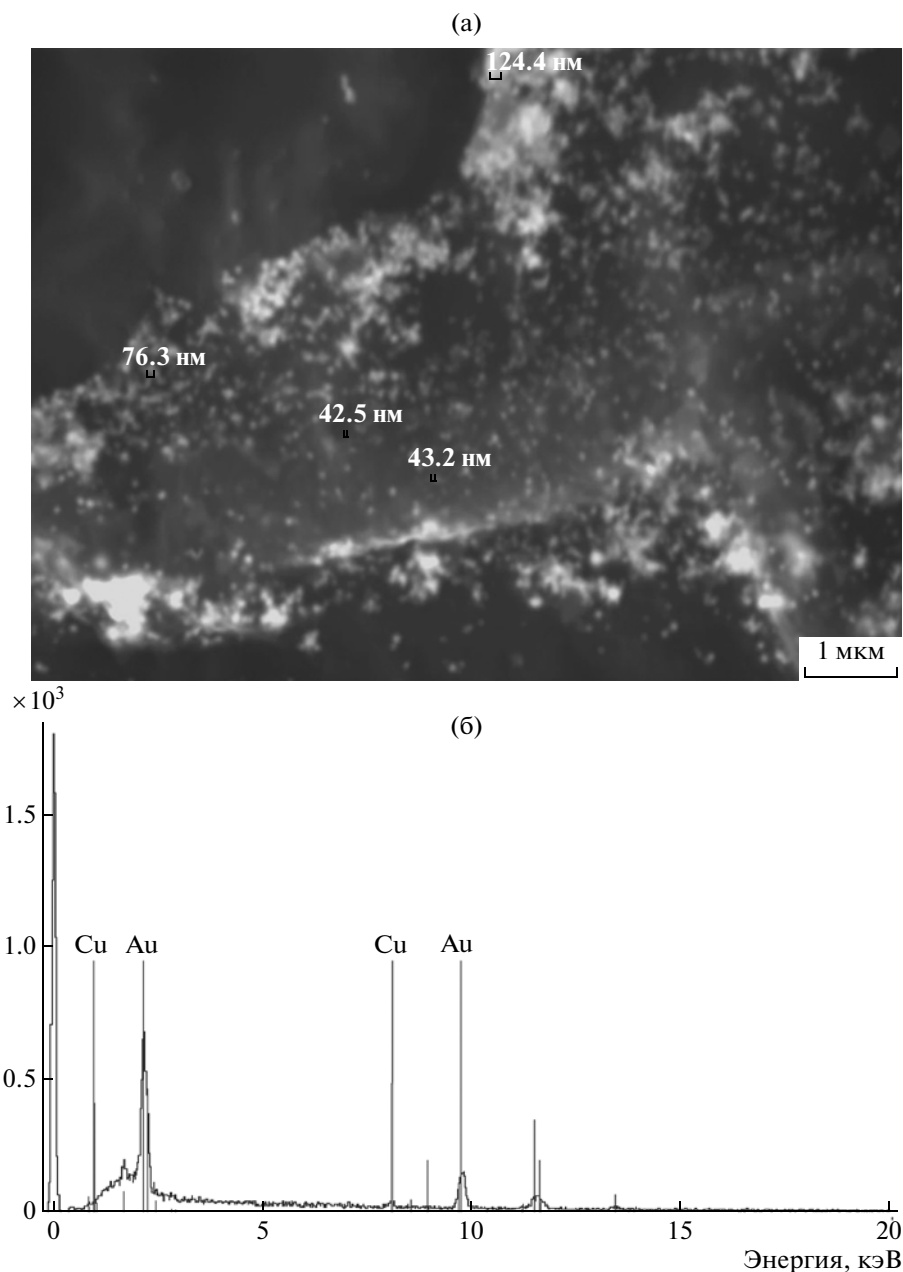 (а)
124.4 нм
76.3 нм
42.5 нм
43.2 нм
1 мкм
×10³
(б)
1.5
Cu Au Cu Au
1.0
0.5
0
0 5 10 15 20
Энергия, кэВ